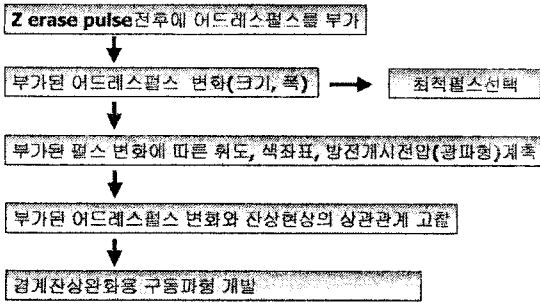 Z erase pulse전후에 어드레스펄스를 부가
부가된 어드레스펄스 변화(크기, 폭)
최적펄스선택
부가된 펄스 변화에 따른 휘도, 색좌표, 방전개시전압(광파형)계측
부가된 어드레스펄스 변화와 잔상현상의 상관관계 고찰
경계잔상완화용 구동파형 개발